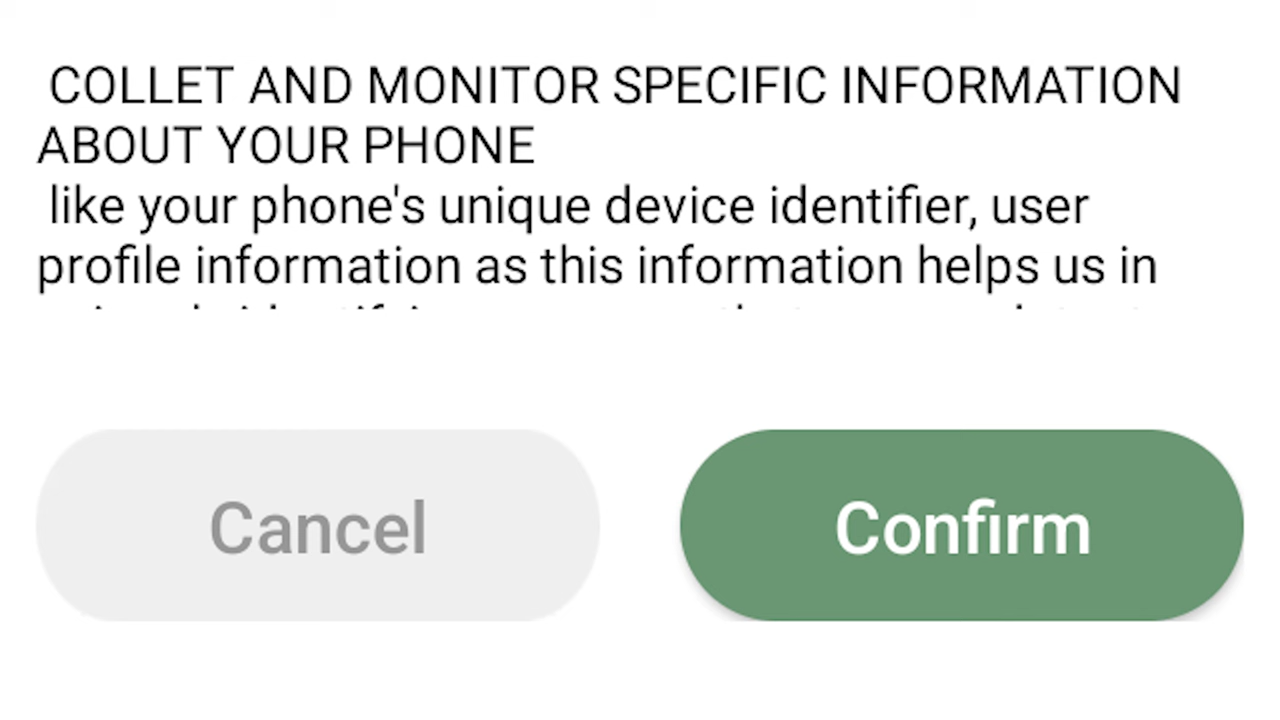 COLLET AND MONITOR SPECIFIC INFORMATION
ABOUT YOUR PHONE
like your phone's unique device identifier, user
profile information as this information helps us in
Cancel
Confirm